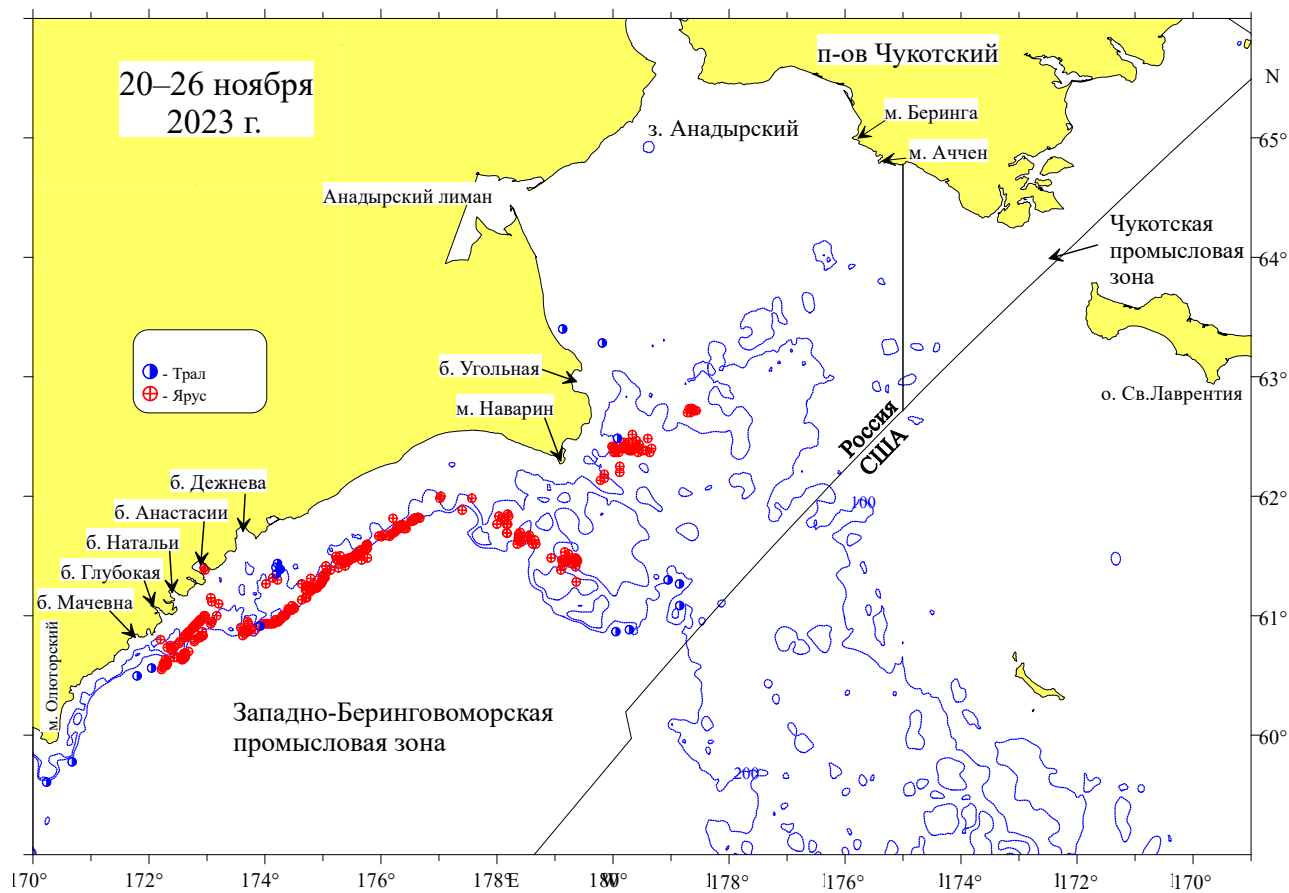 20–26 ноября
2023 г.
п-ов Чукотский
N
м. Беринга
з. Анадырский
65°
м. Аччен
Анадырский лиман
Чукотская
промысловая
зона
64°
- Трал
- Ярус
б. Угольная
63°
о. Св.Лаврентия
м. Наварин
Россия
США
62°
100
б. Дежнева
б. Анастасии
б. Натальи
б. Глубокая
б. Мачевна
61°
м. Олюторский
Западно-Беринговоморская
промысловая зона
60°
200
170
172
174
176
178°E
180°
178°
176°
174°
172°
170°